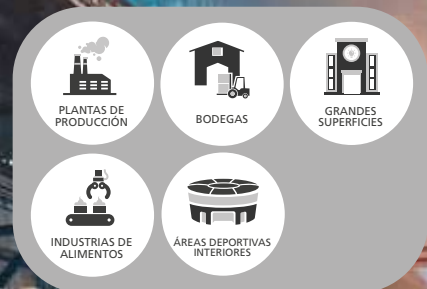 PLANTAS DE
PRODUCCIÓN
BODEGAS
GRANDES
SUPERFICIES
INDUSTRIAS DE
ALIMENTOS
ÁREAS DEPORTIVAS
INTERIORES